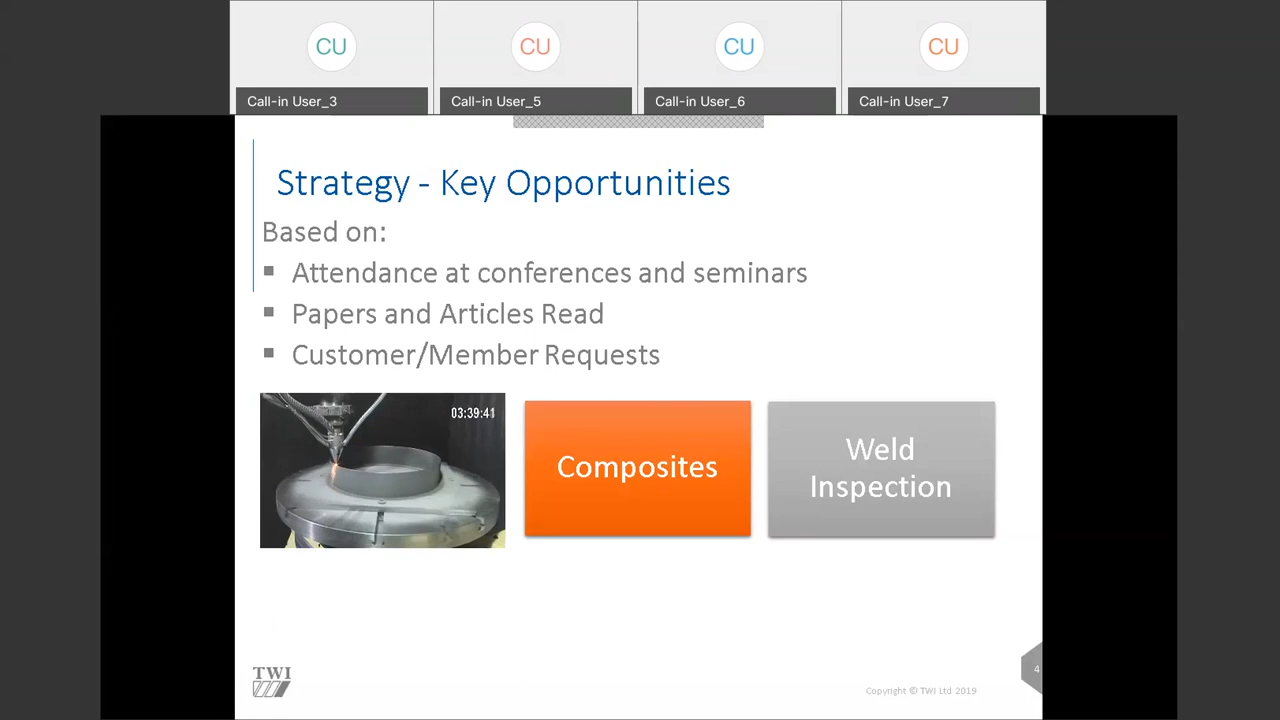 CU
CU
CU
CU
Call-in User_3
Call-in User_5
Call-in User_6
Call-in User_7
Strategy - Key Opportunities
Based on:
Attendance at conferences and seminars
Papers and Articles Read
Customer/Member Requests
03:39:41
Composites
Weld
Inspection
TWI
4
Copyright © TWI Ltd 2019